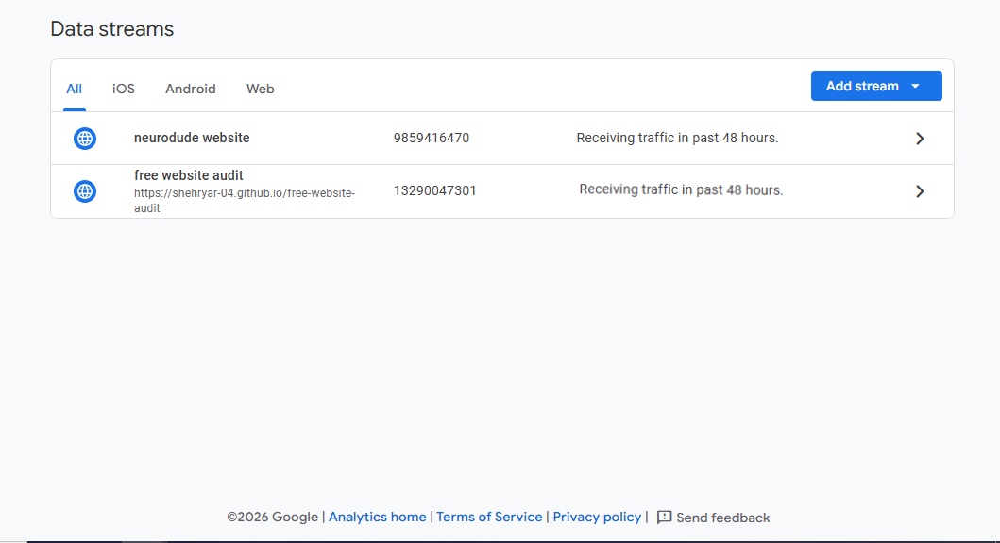 Data streams
All iOS Android Web Add stream
neurodude website 9859416470 Receiving traffic in past 48 hours.
free website audit
https://shehryar-04.github.io/free-website-
audit
13290047301 Receiving traffic in past 48 hours.
©2026 Google | Analytics home | Terms of Service | Privacy policy | Send feedback